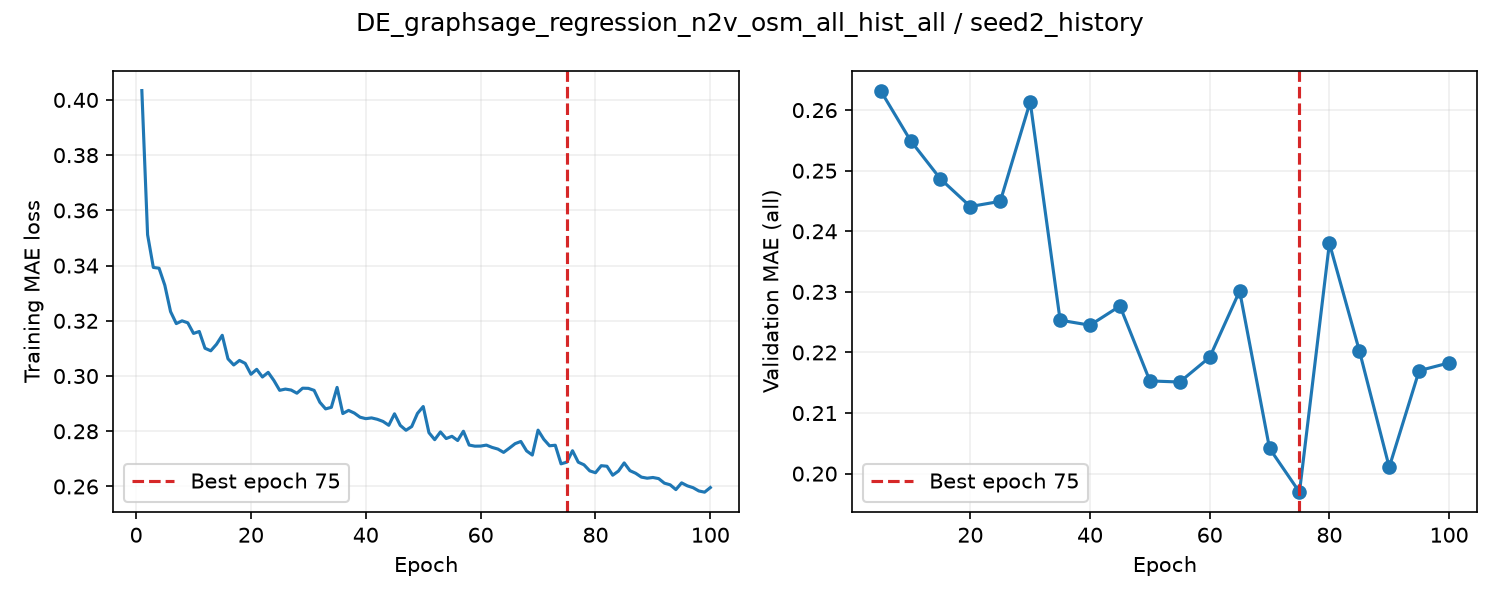 DE_graphsage_regression_n2v_osm_all_hist_all / seed2_history
Training MAE loss
0.40
0.38
0.36
0.34
0.32
0.30
0.28
0.26
Best epoch 75
0 20 40 60 80 100
Epoch
Validation MAE (all)
0.26
0.25
0.24
0.23
0.22
0.21
0.20
Best epoch 75
20 40 60 80 100
Epoch